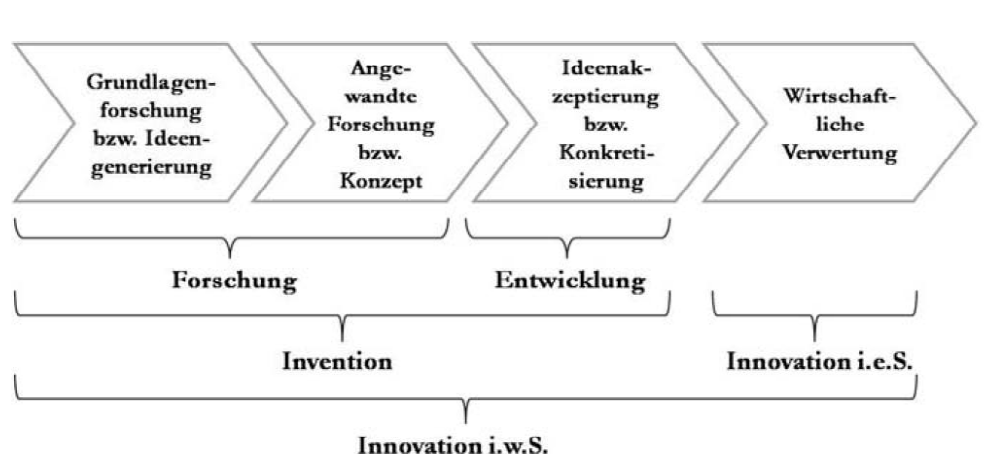 Grundlagen-
forschung
bzw. Ideen-
generierung
Ange-
wandte
Forschung
bzw.
Konzept
Ideenak-
zeptierung
bzw.
Konkreti-
sierung
Wirtschaft-
liche
Verwertung
Forschung
Entwicklung
Invention
Innovation i.e.S.
Innovation i.w.S.